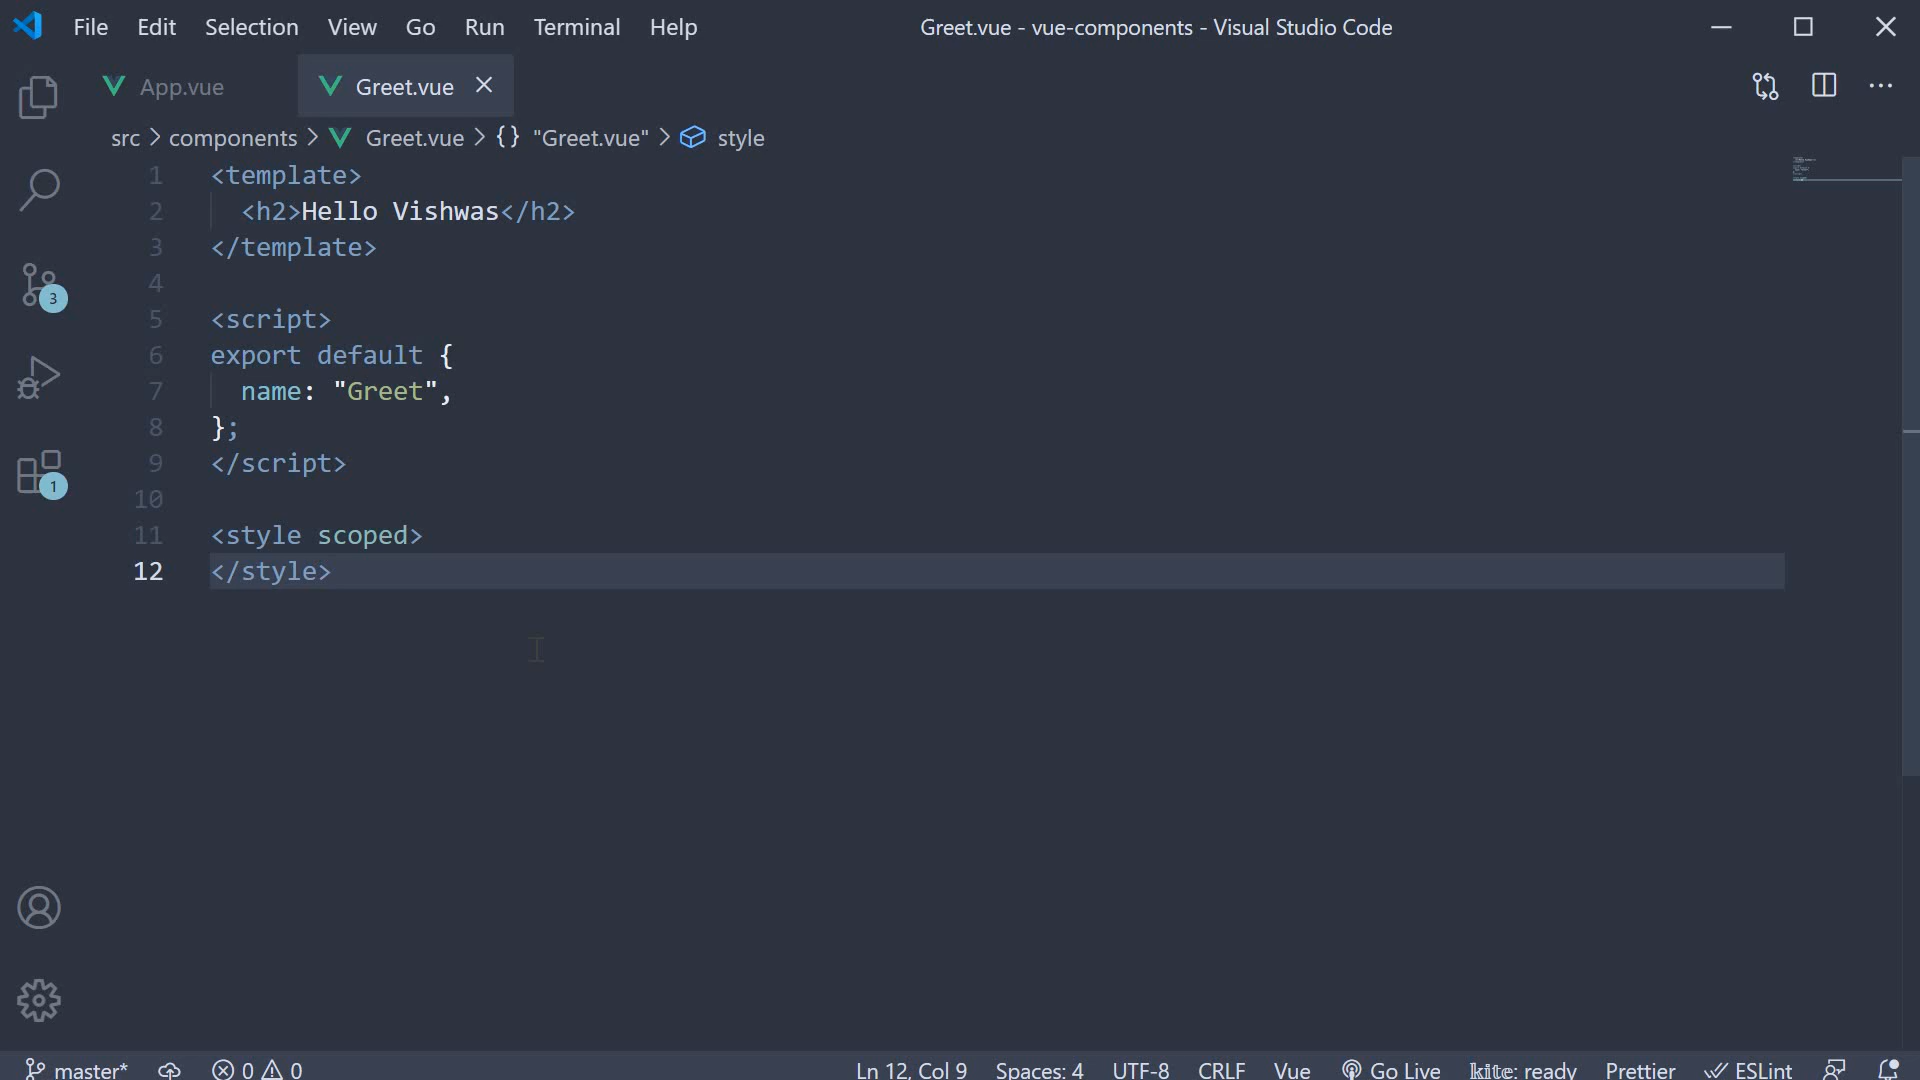 File Edit Selection View Go Run Terminal Help Greet.vue - vue-components - Visual Studio Code
App.vue Greet.vue
src > components > Greet.vue > {} "Greet.vue" > style
1 <template>
2 <h2>Hello Vishwas</h2>
3 </template>
4
5 <script>
6 export default {
7 name: "Greet",
8 };
9 </script>
10
11 <style scoped>
12 </style>
3
1
master* 0 0 Ln 12, Col 9 Spaces: 4 UTF-8 CRLF Vue Go Live kite: ready Prettier ESLint